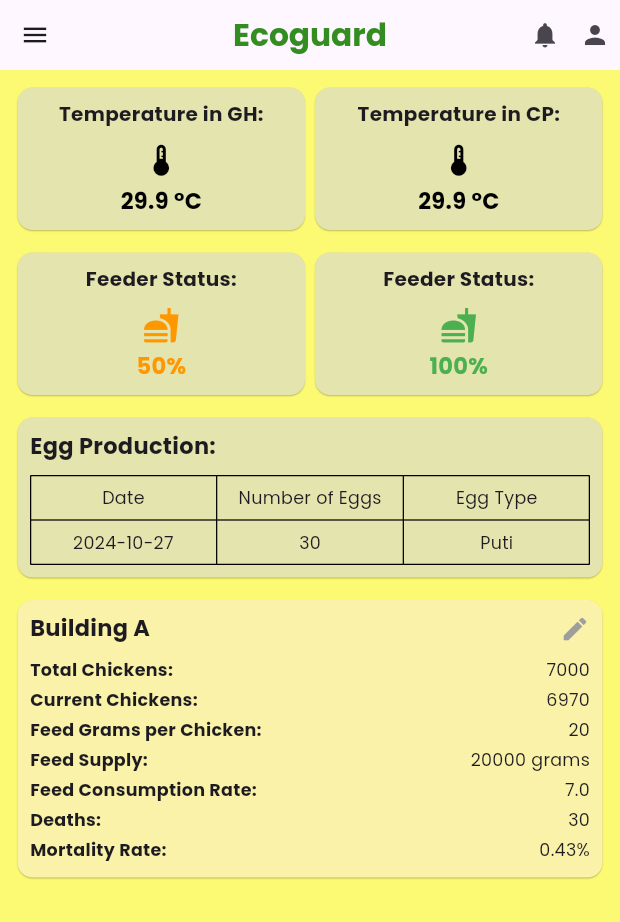 Ecoguard
Temperature in GH:
29.9 °C
Temperature in CP:
29.9 °C
Feeder Status:
50%
Feeder Status:
100%
Egg Production:
Date Number of Eggs Egg Type
2024-10-27 30 Puti
Building A
Total Chickens: 7000
Current Chickens: 6970
Feed Grams per Chicken: 20
Feed Supply: 20000 grams
Feed Consumption Rate: 7.0
Deaths: 30
Mortality Rate: 0.43%